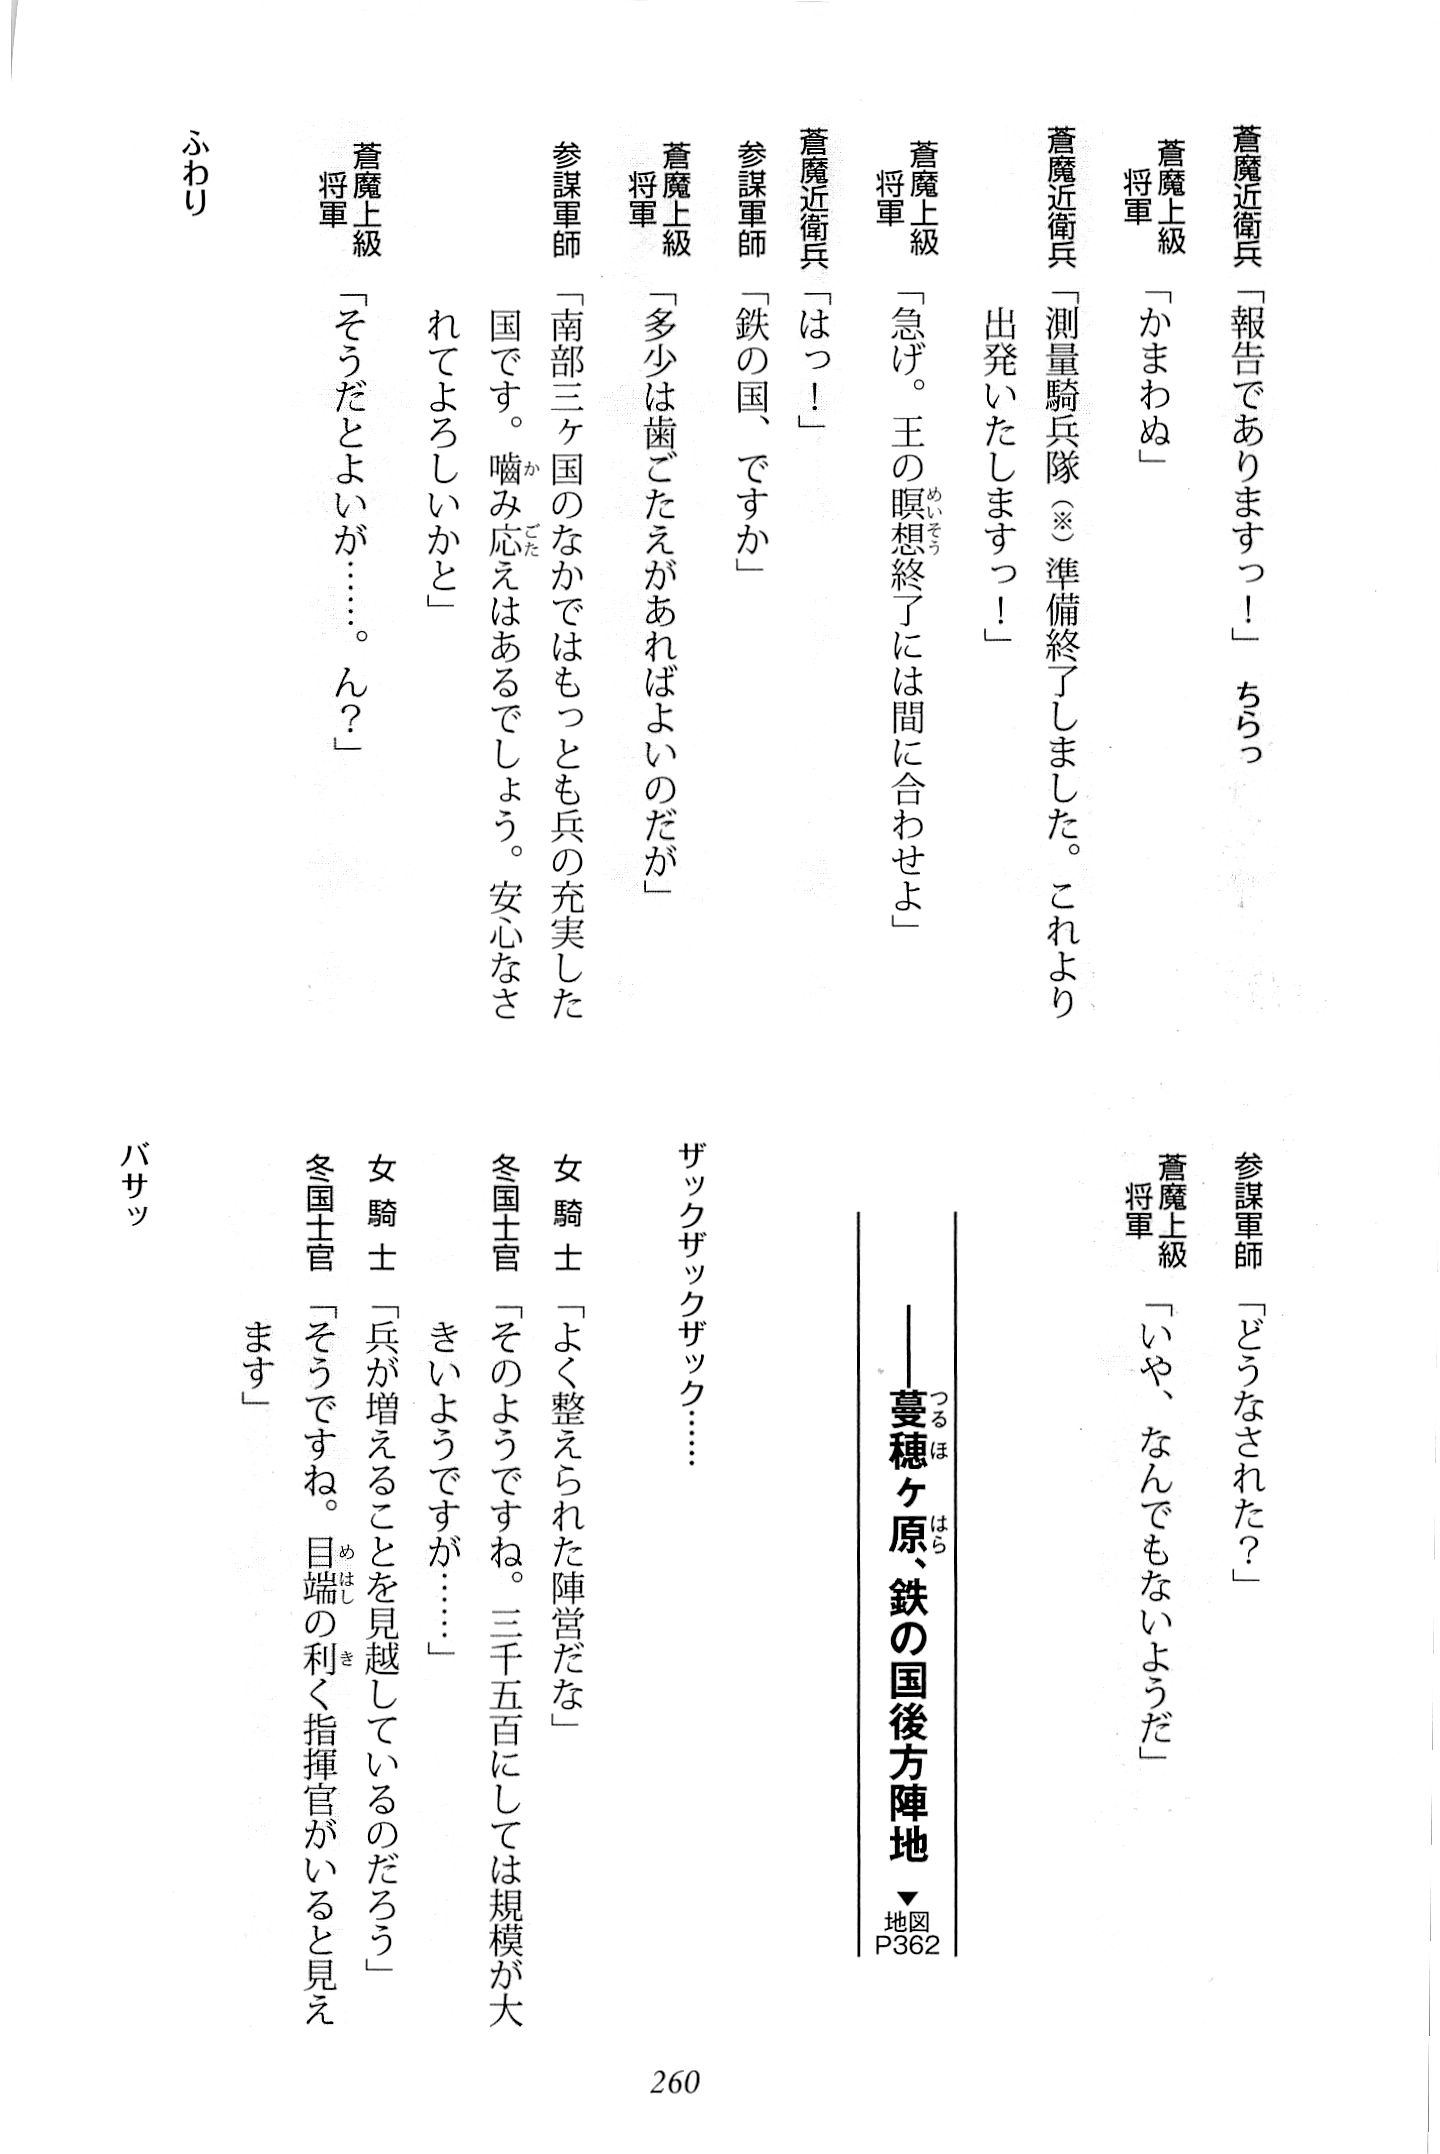 蒼魔近衛兵「報告でありますっ！」 ちらっ
蒼魔上級将軍「かまわぬ」
蒼魔近衛兵「測量騎兵隊（※）準備終了しました。これより
出発いたしますっ！」
蒼魔上級将軍「急げ。王の瞑想終了には間に合わせよ」
蒼魔近衛兵「はっ！」
参謀軍師「鉄の国、ですか」
蒼魔上級将軍「多少は歯ごたえがあればよいのだが」
参謀軍師「南部三ヶ国のなかではもっとも兵の充実した
国です。噛み応えはあるでしょう。安心なさ
れてよろしいかと」
蒼魔上級将軍「そうだとよいが……。ん？」
ふわり
参謀軍師「どうなされた？」
蒼魔上級将軍「いや、なんでもないようだ」
――蔓穂ヶ原、鉄の国後方陣地 ▼地図P362
ザックザックザック……
女騎士「よく整えられた陣営だな」
冬国士官「そのようですね。三千五百にしては規模が大
きいようですが……」
女騎士「兵が増えることを見越しているのだろう」
冬国士官「そうですね。目端の利く指揮官がいると見え
ます」
バサッ
260